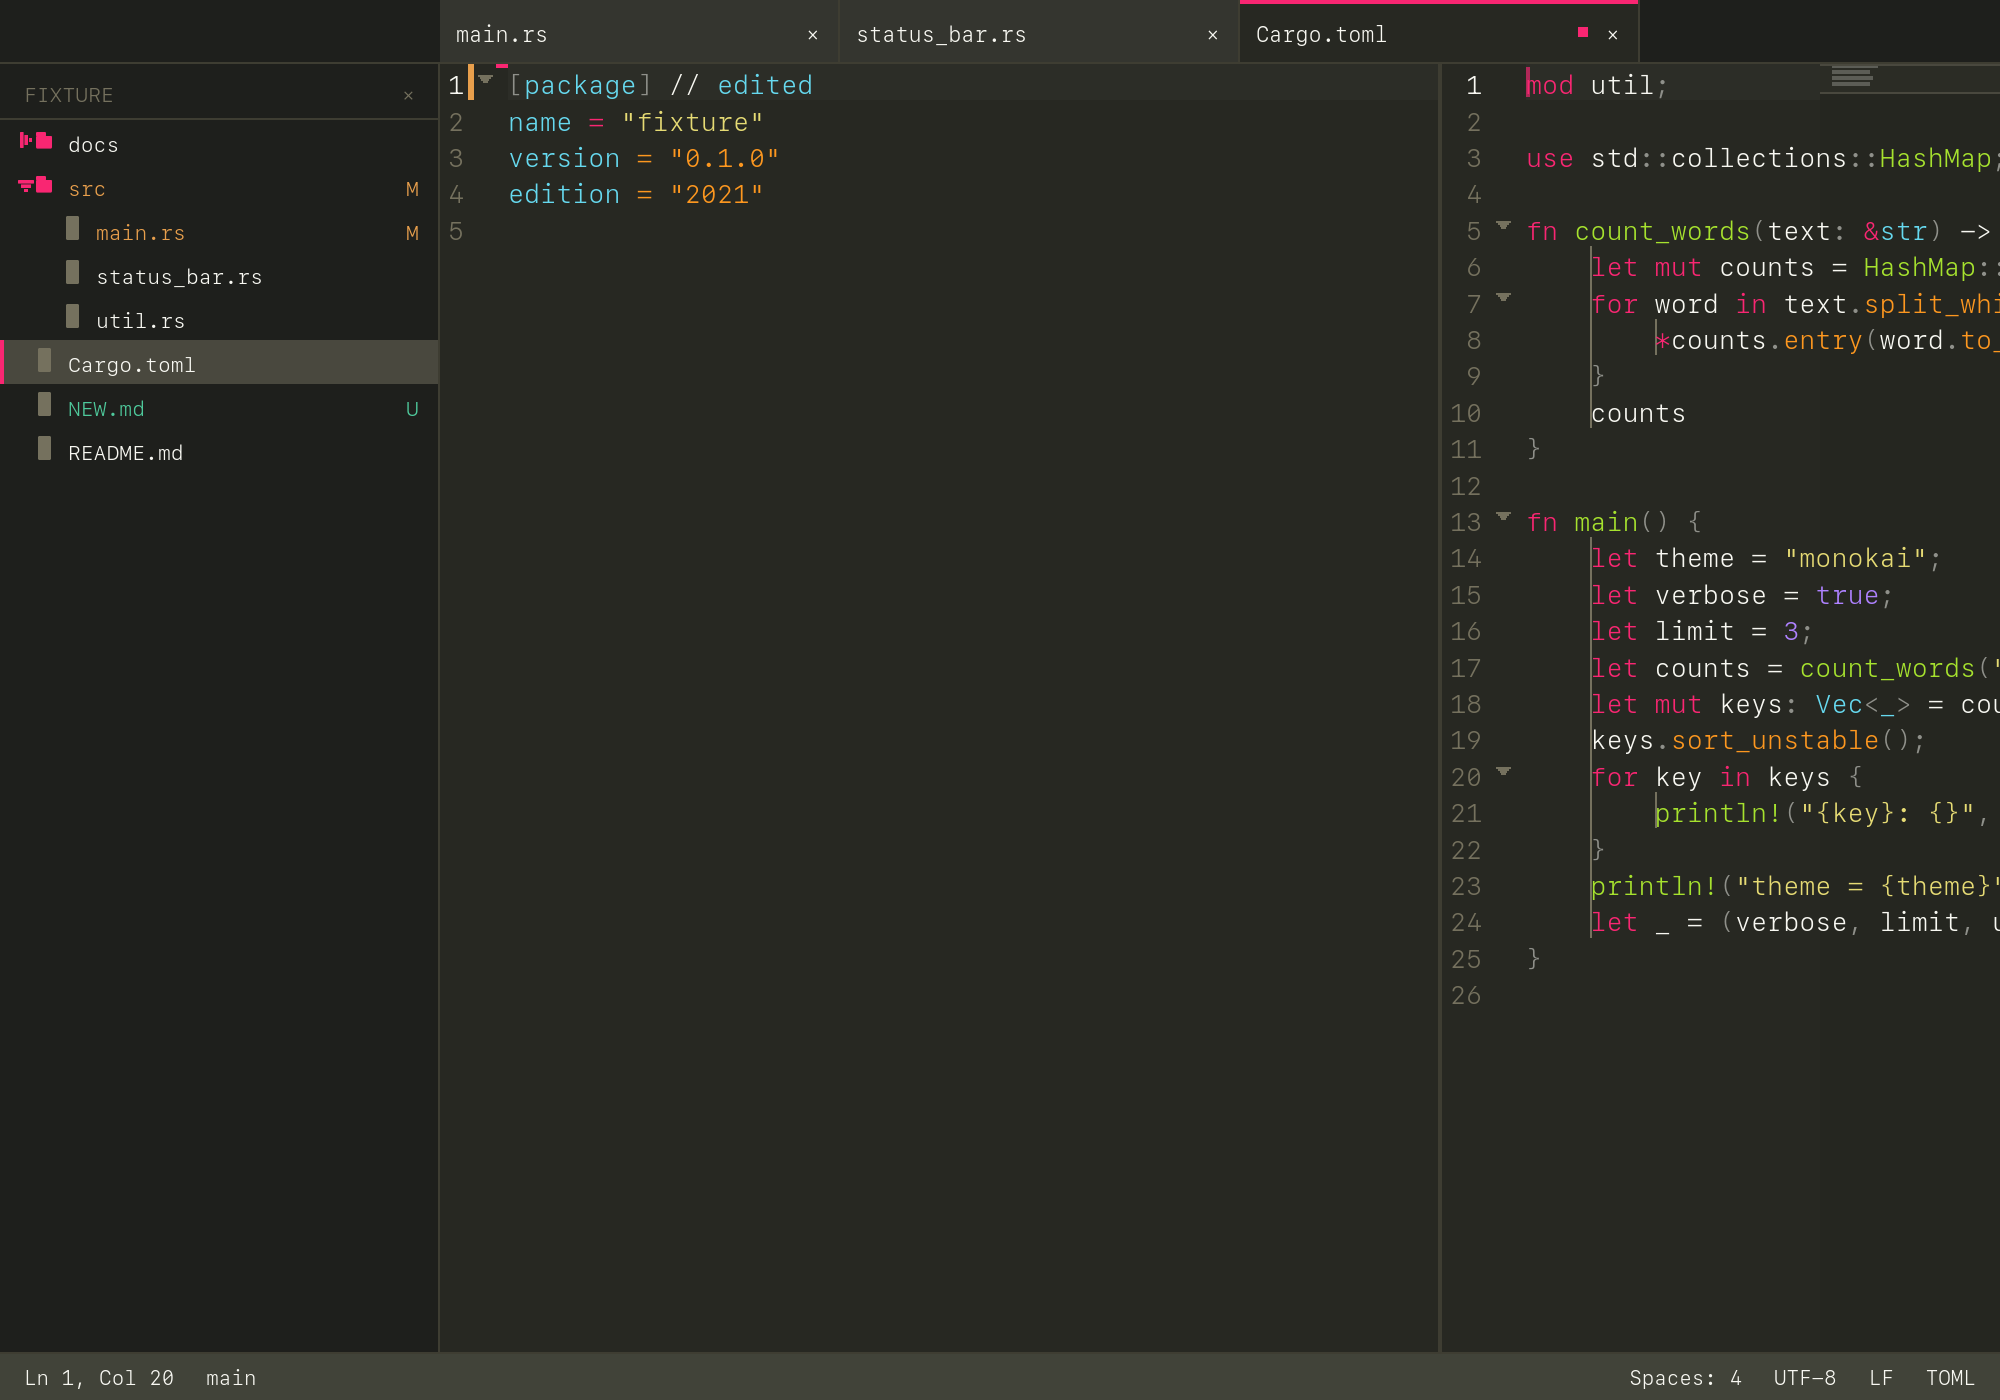 main.rs × status_bar.rs × Cargo.toml ×
FIXTURE ×
docs
src M
main.rs M
status_bar.rs
util.rs
Cargo.toml
NEW.md U
README.md
1 [package] // edited
2 name = "fixture"
3 version = "0.1.0"
4 edition = "2021"
5
1 mod util;
2
3 use std::collections::HashMap;
4
5 fn count_words(text: &str) ->
6 let mut counts = HashMap::
7 for word in text.split_whi
8 *counts.entry(word.to_
9 }
10 counts
11 }
12
13 fn main() {
14 let theme = "monokai";
15 let verbose = true;
16 let limit = 3;
17 let counts = count_words("
18 let mut keys: Vec<_> = cou
19 keys.sort_unstable();
20 for key in keys {
21 println!("{key}: {}",
22 }
23 println!("theme = {theme}"
24 let _ = (verbose, limit, u
25 }
26
Ln 1, Col 20 main Spaces: 4 UTF-8 LF TOML